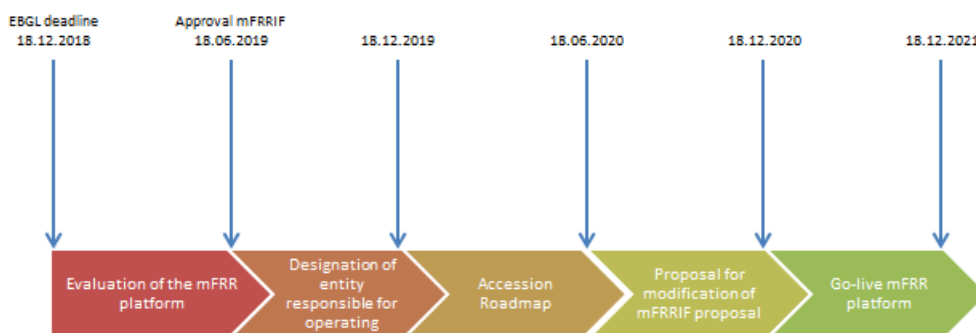 EBGL deadline
18.12.2018
Approval mFRRIF
18.06.2019
18.12.2019
18.06.2020
18.12.2020
18.12.2021
Evaluation of the mFRR
platform
Designation of
entity
responsible for
operating
Accession
Roadmap
Proposal for
modification of
mFRRIF proposal
Go-live mFRR
platform